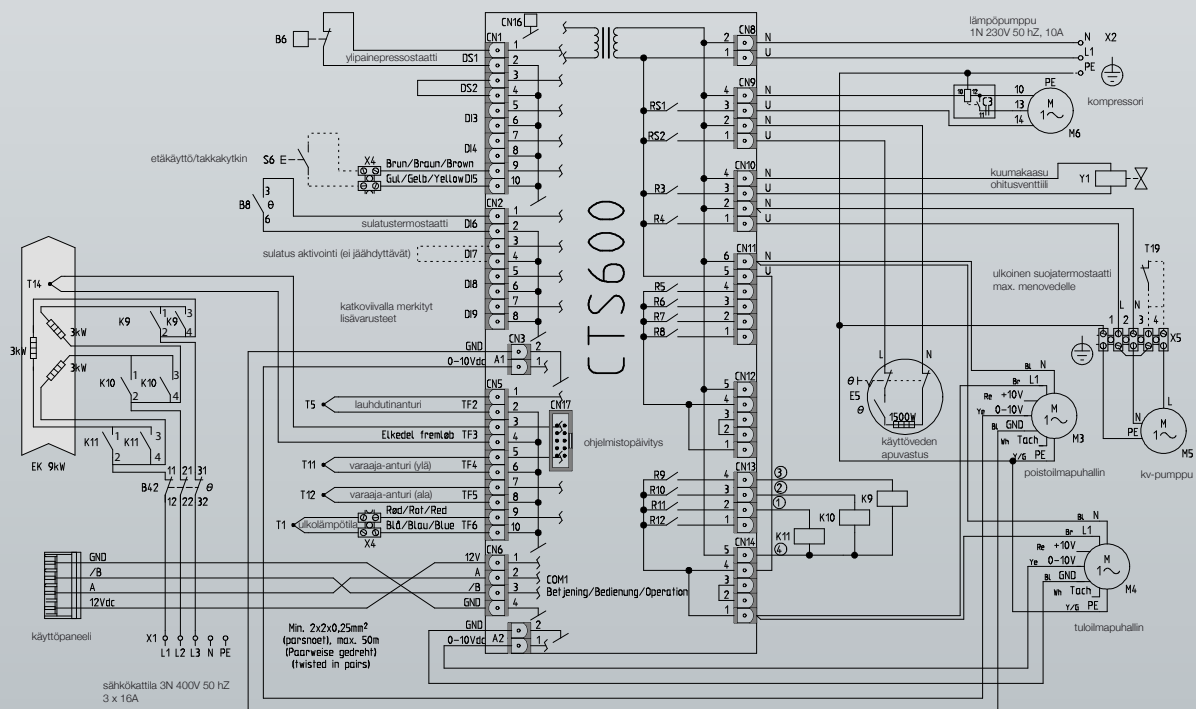 CN16
CN1
B6
ylipainepressostaatti
DS1
DS2
DI3
DI4
1
2
3
4
5
6
7
8
9
10
etäkäyttö/takkakytkin
S6 E
X4
Brun/Braun/Brown
Gul/Gelb/Yellow DI5
B8
3
θ
6
CN2
sulatustermostaatti DI6
sulatus aktivointi (ei jäähdyttävät) DI7
DI8
katkoviivalla merkityt
lisävarusteet
DI9
1
2
3
4
5
6
7
8
T14
3kW
3kW
3kW
K9
1
2
K9
3
4
K10
1
2
K10
3
4
K11
1
2
K11
3
4
EK 9kW
B42
11 21 31
12 22 32
θ
CN3
GND
0-10Vdc
A1
2
1
CN5
T5
lauhdutinanturi TF2
Elkedel fremløb TF3
T11
varaaja-anturi (ylä) TF4
T12
varaaja-anturi (ala) TF5
Rød/Rot/Red
T1
ulkolämpötila
Blå/Blau/Blue TF6
X4
1
2
3
4
5
6
7
8
9
10
CN17
ohjelmistopäivitys
CN6
GND
/B
A
12Vdc
12V
A
/B
GND
1
2
3
4
COM1
Betjening/Bedienung/Operation
käyttöpaneeli
X1
L1 L2 L3 N PE
sähkökattila 3N 400V 50 hZ
3 x 16A
Min. 2x2x0,25mm²
(parsnoet), max. 50m
(Paarweise gedreht)
(twisted in pairs)
GND
0-10Vdc
A2
2
1
CTS600
CN8
2
1
N
U
lämpöpumppu
1N 230V 50 hZ, 10A
N X2
L1
PE
CN9
RS1
RS2
4
3
2
1
N
U
N
U
10 12
11
C3
PE
10
13
14
M
1~
M6
kompressori
CN10
R3
R4
4
3
2
1
N
U
N
U
kuumakaasu
ohitusventtiili
Y1
CN11
R5
R6
R7
R8
6
5
4
3
2
1
N
U
T19
ulkoinen suojatermostaatti
max. menovedelle
L N
1 2 3 4
X5
CN12
5
4
3
2
1
L
N
θ
E5
θ
1500W
käyttöveden
apuvastus
Bl N
Br L1
Re +10V
Ye 0-10V
Bl GND
Wh Tach
Y/G PE
M
1~
M3
poistoilmapuhallin
L
N
PE
M
1~
M5
kv-pumppu
CN13
R9
R10
R11
R12
4
3
2
1
3
2
1
K9
K10
K11
4
CN14
5
4
3
2
1
Bl N
Br L1
Re +10V
Ye 0-10V
BL GND
Wh Tach
Y/G PE
M
1~
M4
tuloilmapuhallin